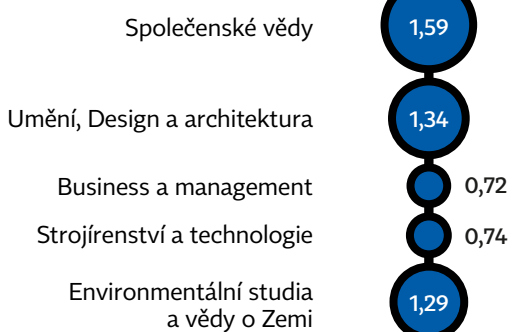 Společenské vědy 1,59
Umění, Design a architektura 1,34
Business a management 0,72
Strojírenství a technologie 0,74
Environmentální studia
a vědy o Zemi 1,29